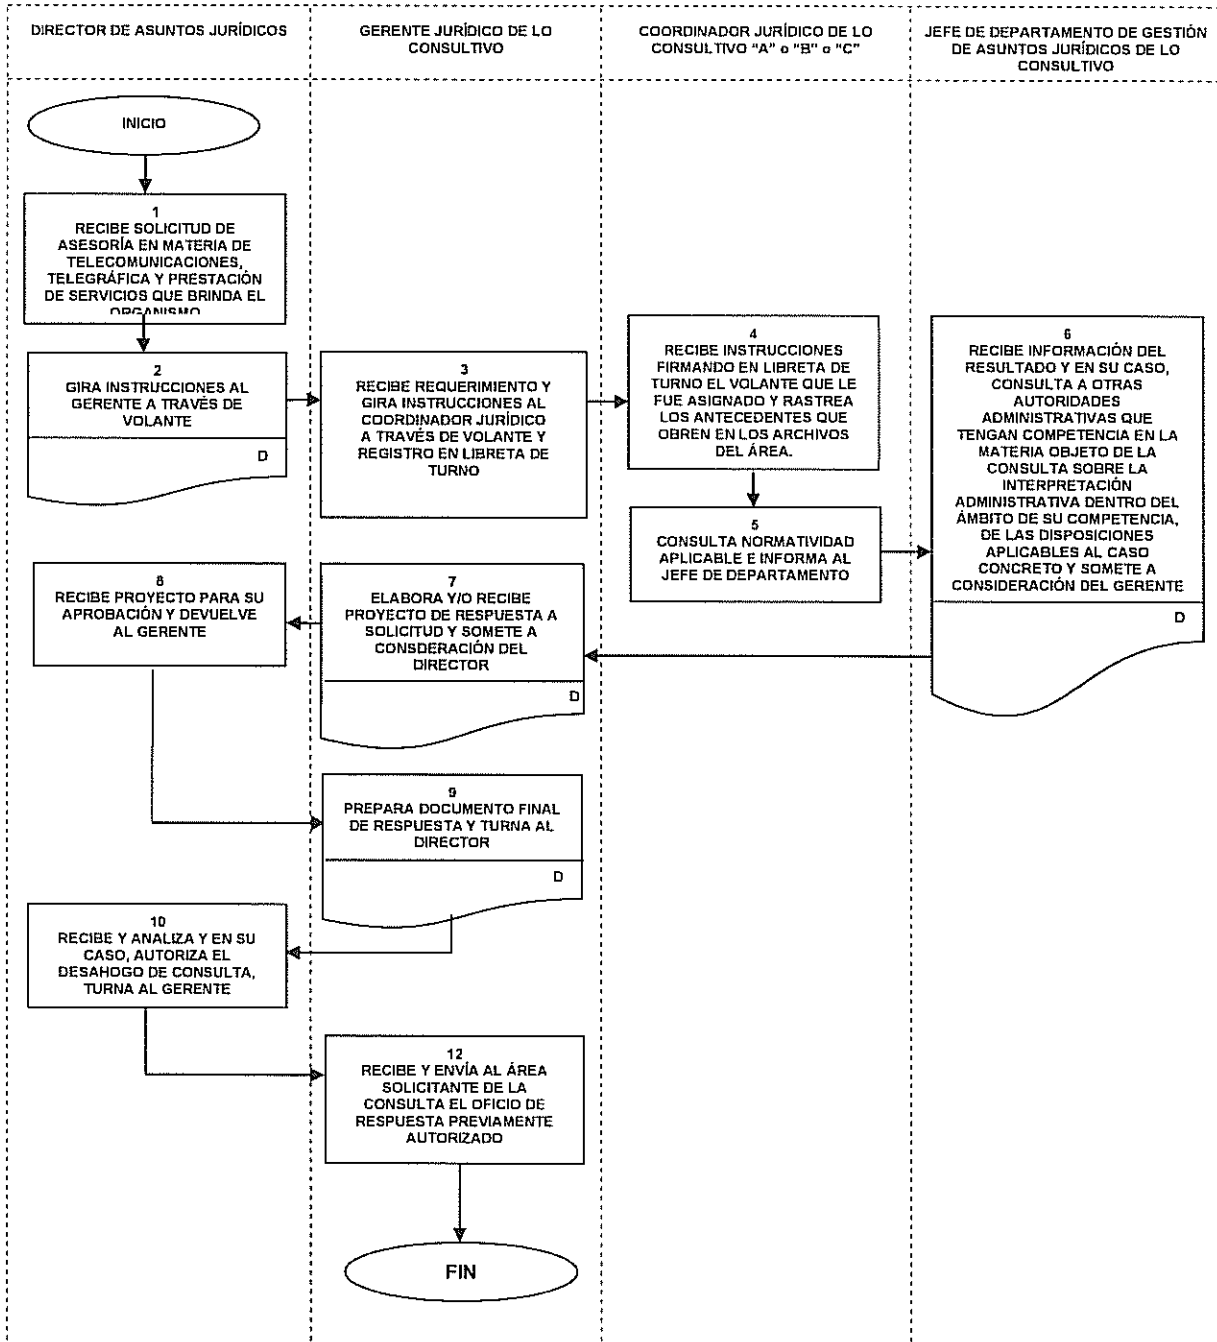 DIRECTOR DE ASUNTOS JURÍDICOS
GERENTE JURÍDICO DE LO
CONSULTIVO
COORDINADOR JURÍDICO DE LO
CONSULTIVO "A" o "B" o "C"
JEFE DE DEPARTAMENTO DE GESTIÓN
DE ASUNTOS JURÍDICOS DE LO
CONSULTIVO
INICIO
1
RECIBE SOLICITUD DE
ASESORÍA EN MATERIA DE
TELECOMUNICACIONES,
TELEGRÁFICA Y PRESTACIÓN
DE SERVICIOS QUE BRINDA EL
ORGANISMO
2
GIRA INSTRUCCIONES AL
GERENTE A TRAVÉS DE
VOLANTE
D
3
RECIBE REQUERIMIENTO Y
GIRA INSTRUCCIONES AL
COORDINADOR JURÍDICO
A TRAVÉS DE VOLANTE Y
REGISTRO EN LIBRETA DE
TURNO
4
RECIBE INSTRUCCIONES
FIRMANDO EN LIBRETA DE
TURNO EL VOLANTE QUE LE
FUE ASIGNADO Y RASTREA
LOS ANTECEDENTES QUE
OBREN EN LOS ARCHIVOS
DEL ÁREA.
5
CONSULTA NORMATIVIDAD
APLICABLE E INFORMA AL
JEFE DE DEPARTAMENTO
6
RECIBE INFORMACIÓN DEL
RESULTADO Y EN SU CASO,
CONSULTA A OTRAS
AUTORIDADES
ADMINISTRATIVAS QUE
TENGAN COMPETENCIA EN LA
MATERIA OBJETO DE LA
CONSULTA SOBRE LA
INTERPRETACIÓN
ADMINISTRATIVA DENTRO DEL
ÁMBITO DE SU COMPETENCIA,
DE LAS DISPOSICIONES
APLICABLES AL CASO
CONCRETO Y SOMETE A
CONSIDERACIÓN DEL GERENTE
D
7
ELABORA Y/O RECIBE
PROYECTO DE RESPUESTA A
SOLICITUD Y SOMETE A
CONSDERACIÓN DEL
DIRECTOR
D
8
RECIBE PROYECTO PARA SU
APROBACIÓN Y DEVUELVE
AL GERENTE
9
PREPARA DOCUMENTO FINAL
DE RESPUESTA Y TURNA AL
DIRECTOR
D
10
RECIBE Y ANALIZA Y EN SU
CASO, AUTORIZA EL
DESAHOGO DE CONSULTA,
TURNA AL GERENTE
12
RECIBE Y ENVÍA AL ÁREA
SOLICITANTE DE LA
CONSULTA EL OFICIO DE
RESPUESTA PREVIAMENTE
AUTORIZADO
FIN